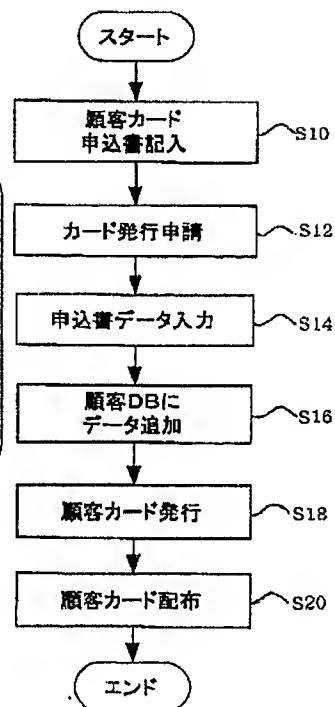 スタート
顧客カード
申込書記入
S10
カード発行申請
S12
申込書データ入力
S14
顧客DBに
データ追加
S16
顧客カード発行
S18
顧客カード配布
S20
エンド